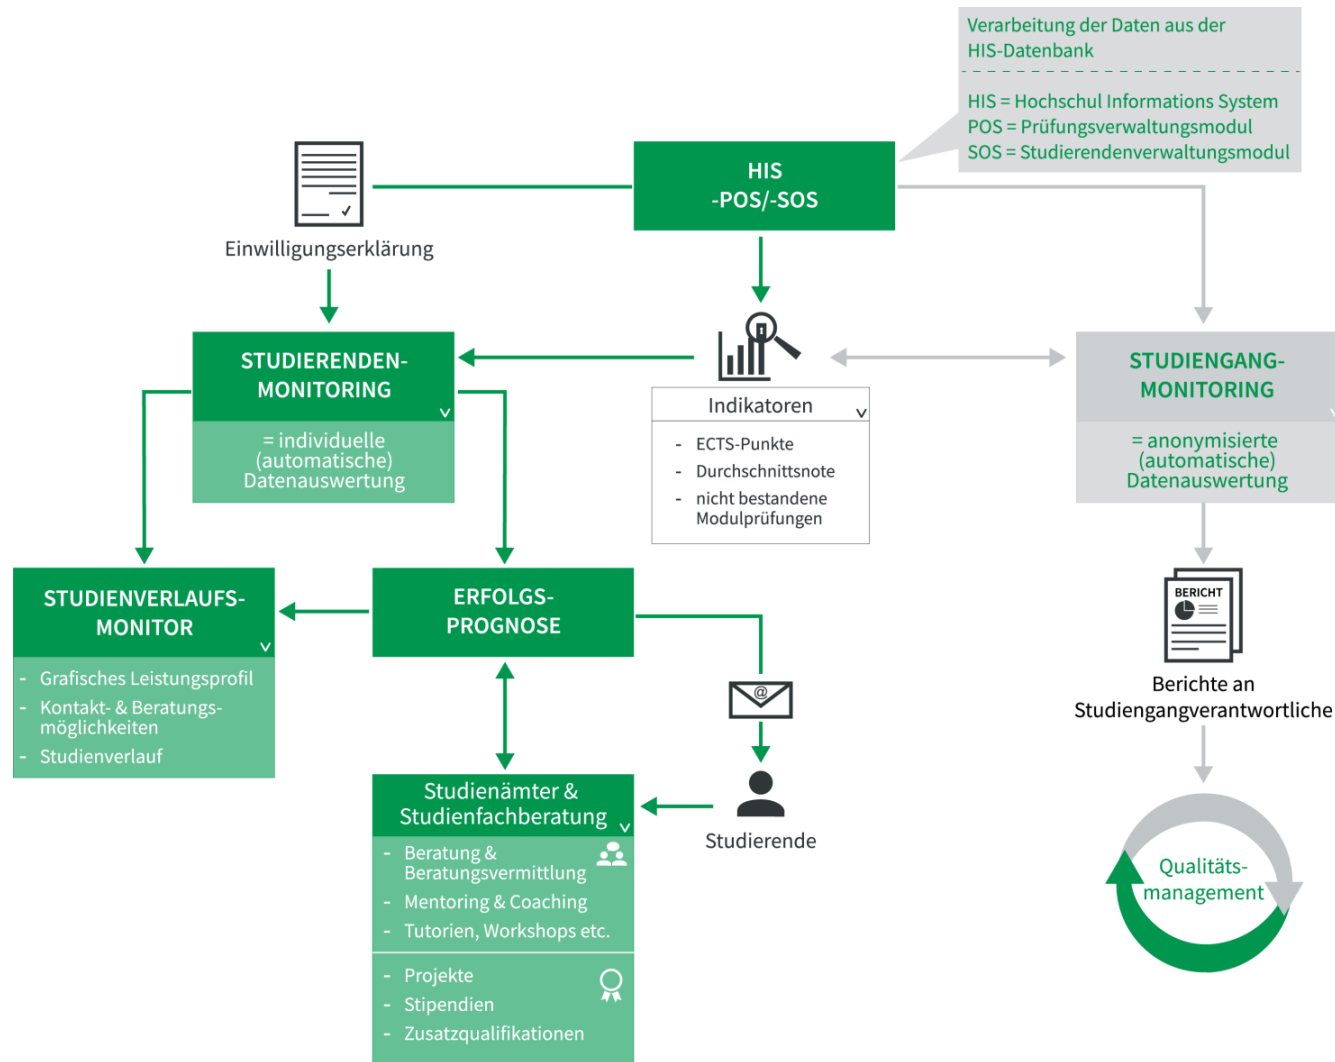 Verarbeitung der Daten aus der
HIS-Datenbank
HIS = Hochschul Informations System
POS = Prüfungsverwaltungsmodul
SOS = Studierendenverwaltungsmodul
HIS
-POS/-SOS
Einwilligungserklärung
STUDIERENDEN-
MONITORING
= individuelle
(automatische)
Datenauswertung
Indikatoren
- ECTS-Punkte
- Durchschnittsnote
- nicht bestandene
Modulprüfungen
STUDIENGANG-
MONITORING
= anonymisierte
(automatische)
Datenauswertung
STUDIENVERLAUFS-
MONITOR
- Grafisches Leistungsprofil
- Kontakt- & Beratungs-
möglichkeiten
- Studienverlauf
ERFOLGS-
PROGNOSE
@
Studierende
BERICHT
Berichte an
Studiengangverantwortliche
Studienämter &
Studienfachberatung
- Beratung &
Beratungsvermittlung
- Mentoring & Coaching
- Tutorien, Workshops etc.
- Projekte
- Stipendien
- Zusatzqualifikationen
Qualitäts-
management